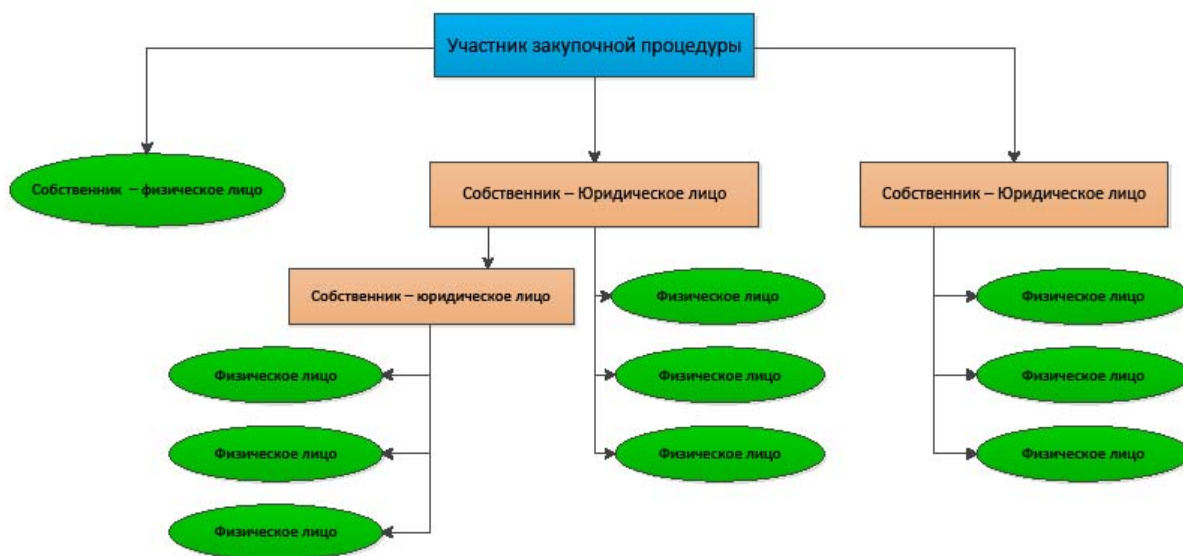 Участник закупочной процедуры
Собственник – физическое лицо
Собственник – Юридическое лицо
Собственник – Юридическое лицо
Собственник – юридическое лицо
Физическое лицо
Физическое лицо
Физическое лицо
Физическое лицо
Физическое лицо
Физическое лицо
Физическое лицо
Физическое лицо
Физическое лицо